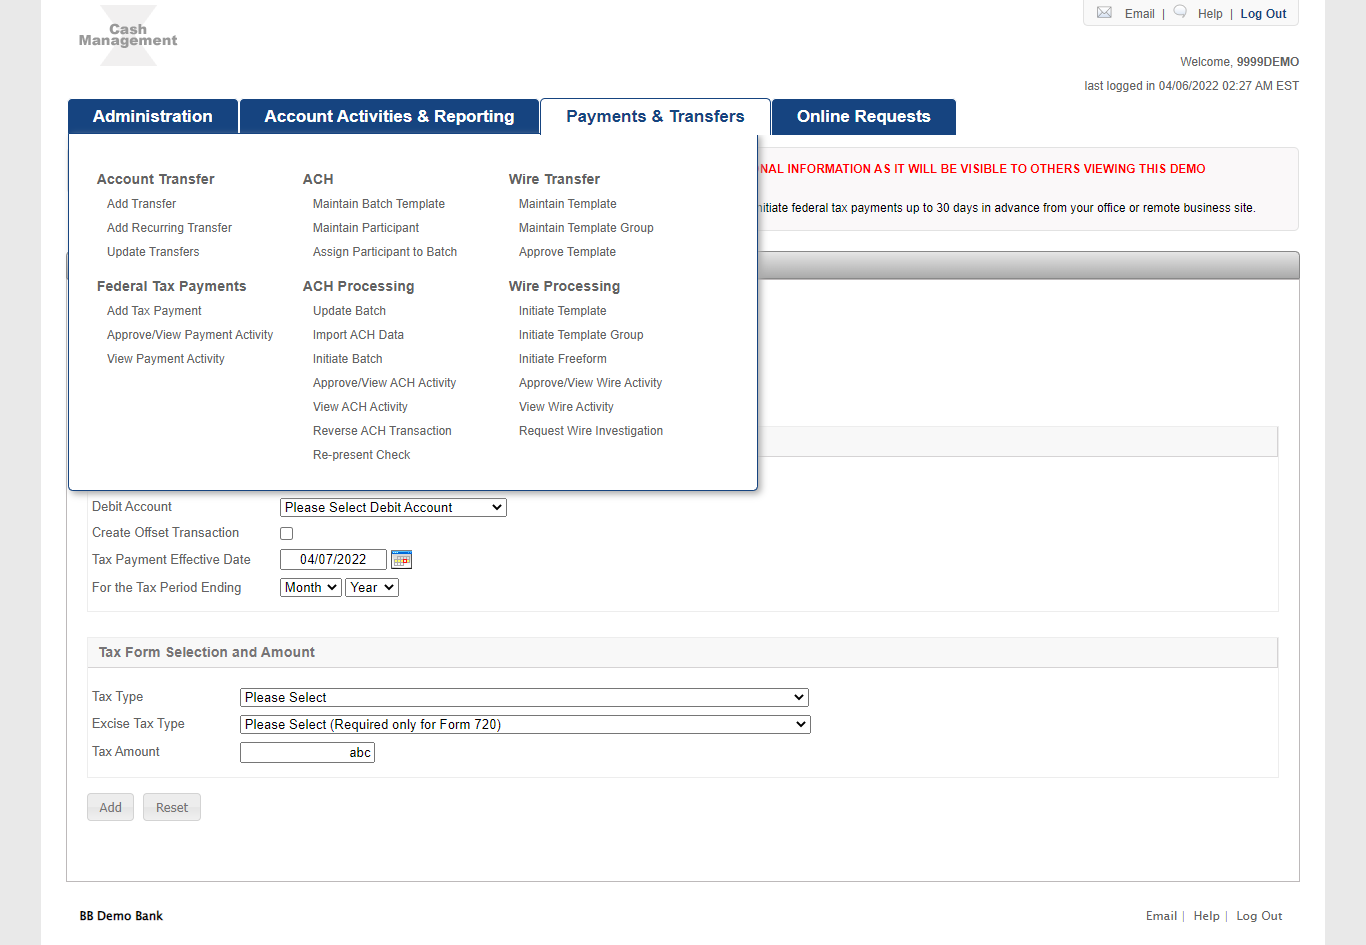 Cash
Management
Email | Help | Log Out
Welcome, 9999DEMO
last logged in 04/06/2022 02:27 AM EST
Administration
Account Activities & Reporting
Payments & Transfers
Online Requests
INFORMATION AS IT WILL BE VISIBLE TO OTHERS VIEWING THIS DEMO
federal tax payments up to 30 days in advance from your office or remote business site.
Account Transfer
Add Transfer
Add Recurring Transfer
Update Transfers
Federal Tax Payments
Add Tax Payment
Approve/View Payment Activity
View Payment Activity
ACH
Maintain Batch Template
Maintain Participant
Assign Participant to Batch
ACH Processing
Update Batch
Import ACH Data
Initiate Batch
Approve/View ACH Activity
View ACH Activity
Reverse ACH Transaction
Re-present Check
Wire Transfer
Maintain Template
Maintain Template Group
Approve Template
Wire Processing
Initiate Template
Initiate Template Group
Initiate Freeform
Approve/View Wire Activity
View Wire Activity
Request Wire Investigation
Debit Account Please Select Debit Account
Create Offset Transaction
Tax Payment Effective Date 04/07/2022
For the Tax Period Ending Month Year
Tax Form Selection and Amount
Tax Type Please Select
Excise Tax Type Please Select (Required only for Form 720)
Tax Amount abc
Add Reset
BB Demo Bank
Email | Help | Log Out